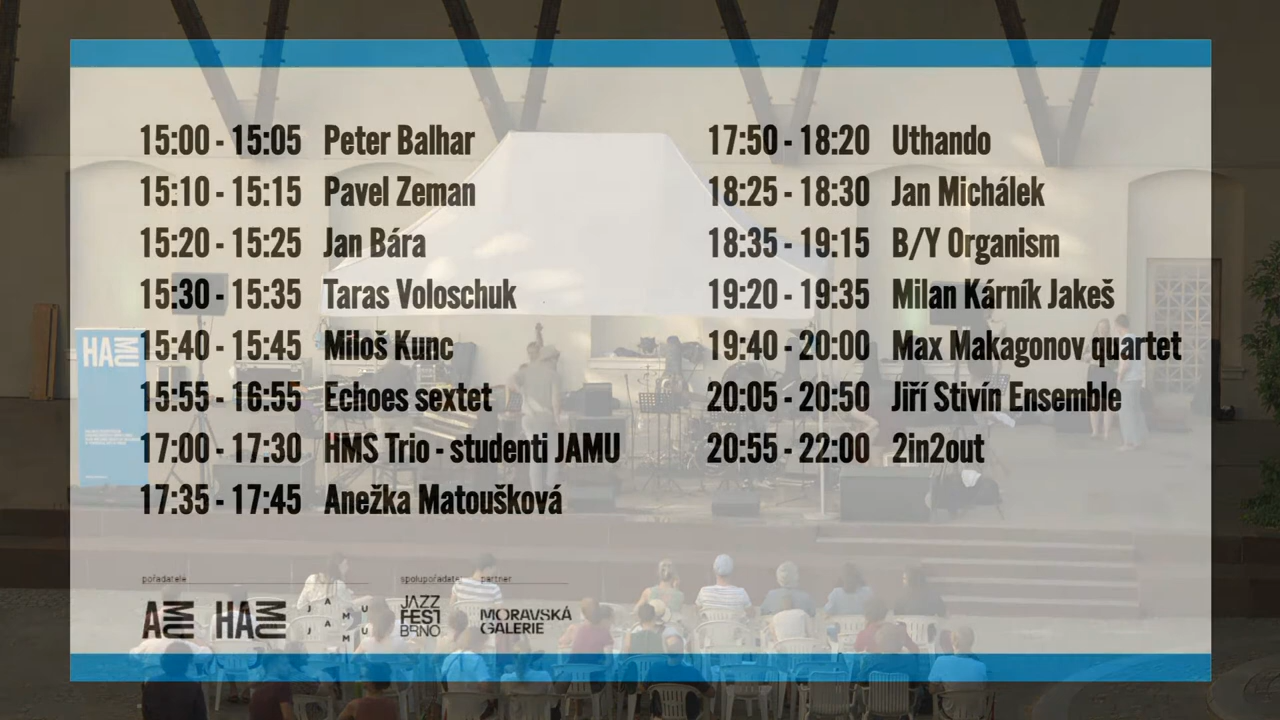 15:00 - 15:05 Peter Balhar
15:10 - 15:15 Pavel Zeman
15:20 - 15:25 Jan Bára
15:30 - 15:35 Taras Voloschuk
15:40 - 15:45 Miloš Kunc
15:55 - 16:55 Echoes sextet
17:00 - 17:30 HMS Trio - studenti JAMU
17:35 - 17:45 Anežka Matoušková
17:50 - 18:20 Uthando
18:25 - 18:30 Jan Michálek
18:35 - 19:15 B/Y Organism
19:20 - 19:35 Milan Kárník Jakeš
19:40 - 20:00 Max Makagonov quartet
20:05 - 20:50 Jiří Stivín Ensemble
20:55 - 22:00 2in2out
HAMU
pořadatelé
AMU
HAMU
JAMU
JAMU
spolupořadatel
JAZZ
FEST
BRNO
partner
MORAVSKÁ
GALERIE